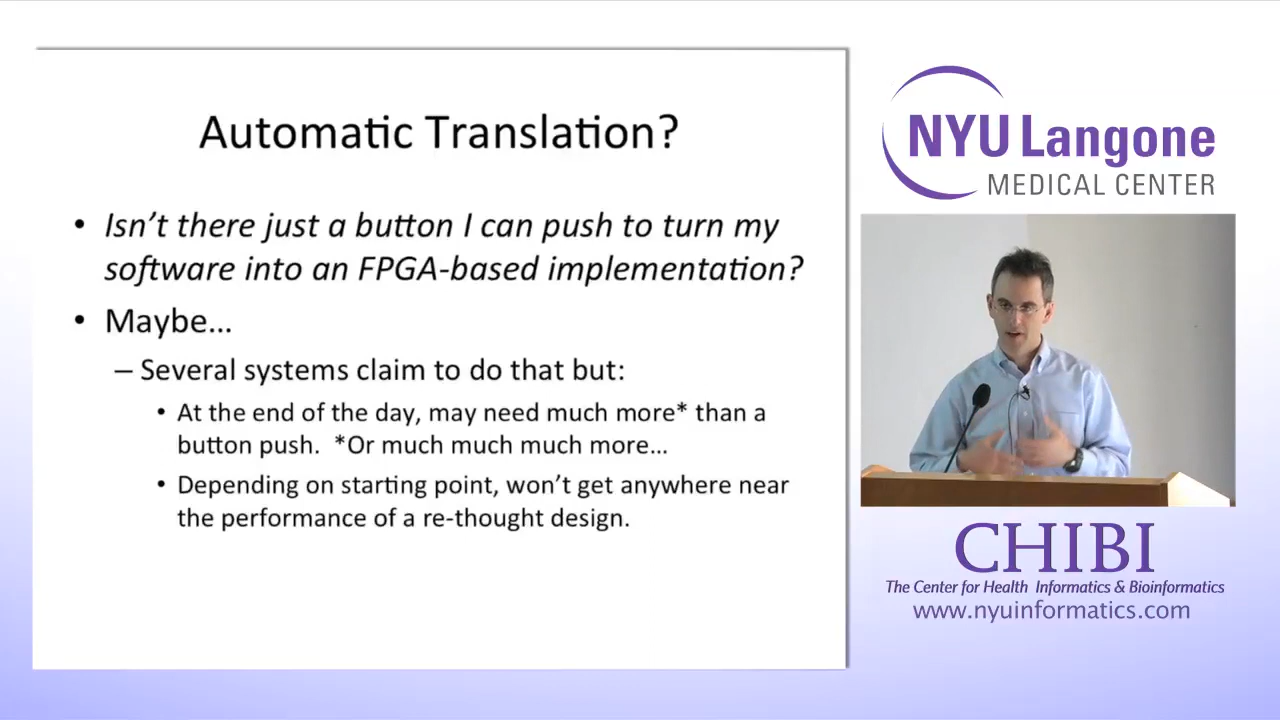 Automatic Translation?
• Isn't there just a button I can push to turn my
software into an FPGA-based implementation?
• Maybe...
– Several systems claim to do that but:
• At the end of the day, may need much more* than a
button push. *Or much much much more...
• Depending on starting point, won't get anywhere near
the performance of a re-thought design.
NYU Langone
MEDICAL CENTER
CHIBI
The Center for Health Informatics & Bioinformatics
www.nyuinformatics.com